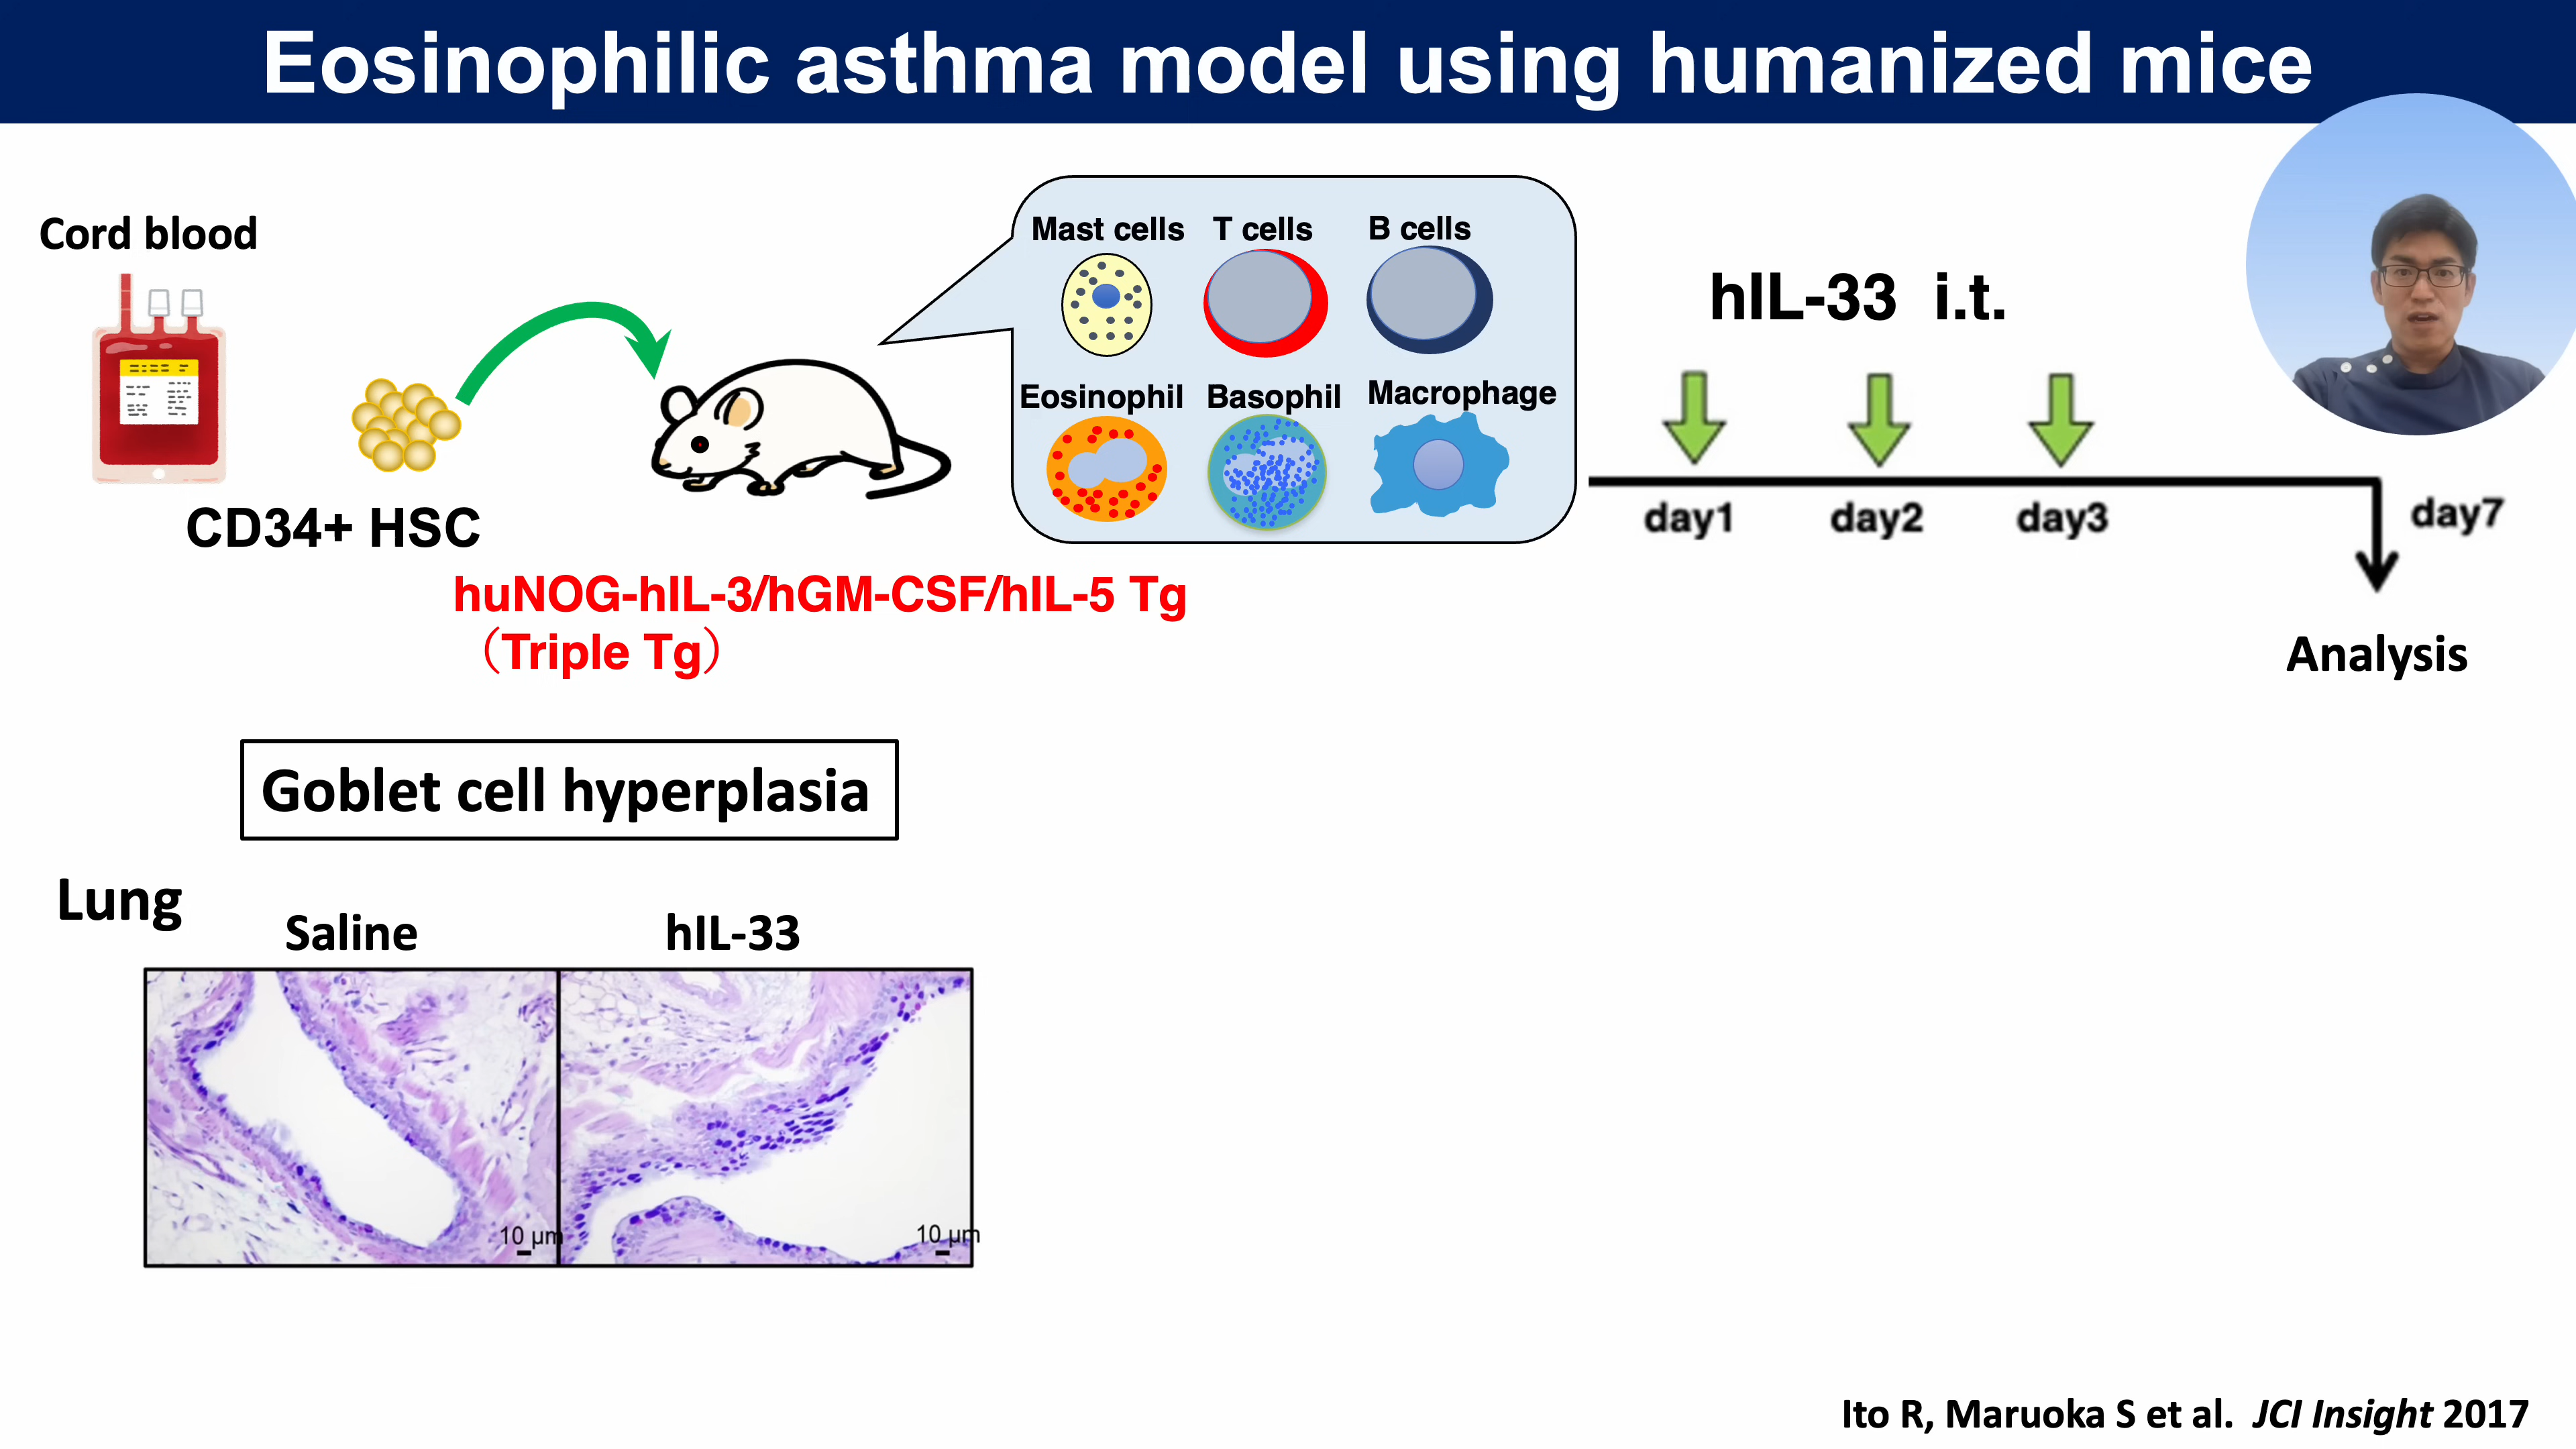 Eosinophilic asthma model using humanized mice
Cord blood
CD34+ HSC
huNOG-hIL-3/hGM-CSF/hIL-5 Tg
（Triple Tg）
Mast cells T cells B cells
Eosinophil Basophil Macrophage
hIL-33 i.t.
day1 day2 day3 day7
Analysis
Goblet cell hyperplasia
Lung
Saline hIL-33
10 µm 10 µm
Ito R, Maruoka S et al. JCI Insight 2017